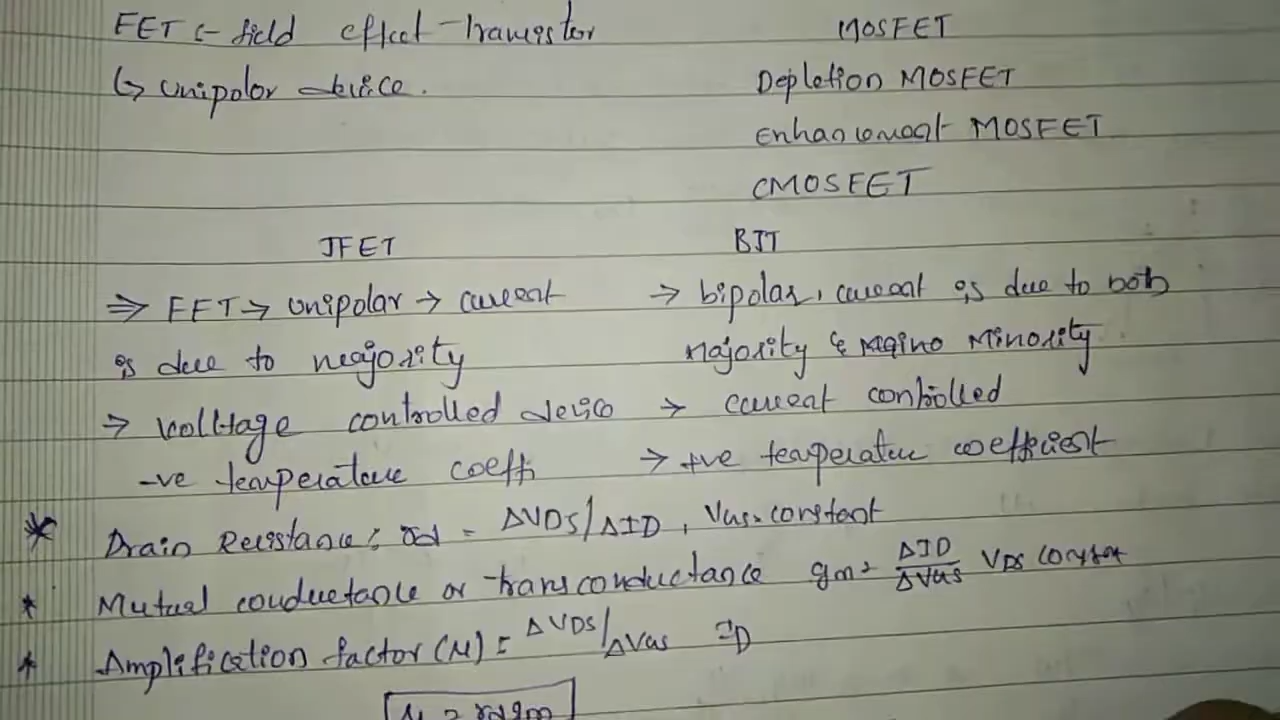 FET :- field effect transistor
MOSFET
↳ unipolar device.
Depletion MOSFET
Enhancement MOSFET
CMOSFET
JFET
BJT
⇒ FET → unipolar → current
is due to majority
→ voltage controlled device
-ve temperature coeff
→ bipolar, current is due to both
majority & Minority
→ current controlled
→ +ve temperature coefficient
* Drain Resistance: rd = ΔVDS/ΔID, VGS = constant
* Mutual conductance or transconductance gm = ΔID/ΔVGS VDS constant
* Amplification factor (μ) = ΔVDS/ΔVGS ID
μ = rdgm